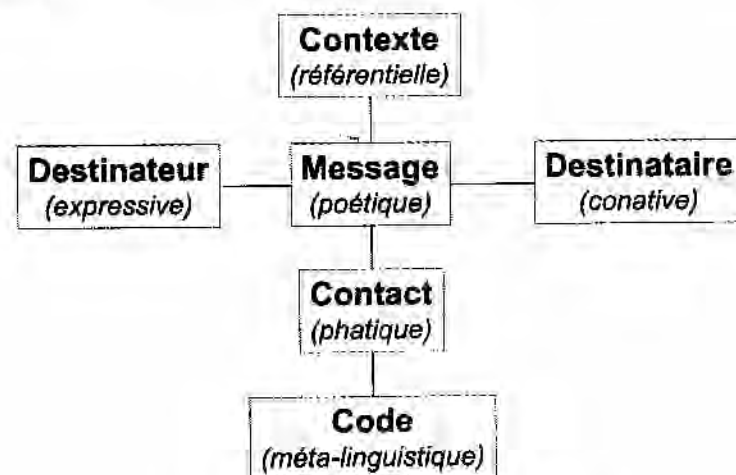 Contexte
(référentielle)
Destinateur
(expressive)
Message
(poétique)
Destinataire
(conative)
Contact
(phatique)
Code
(méta-linguistique)